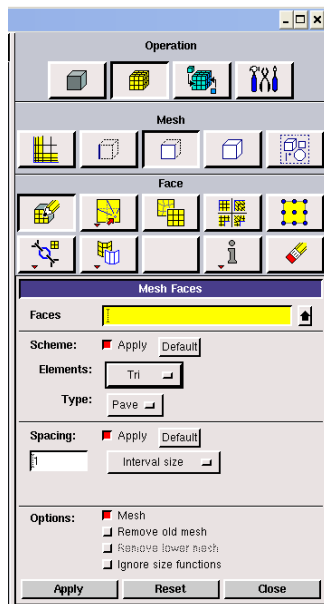 Operation
Mesh
Face
Mesh Faces
Faces
Scheme: Apply Default
Elements: Tri
Type: Pave
Spacing: Apply Default
1 Interval size
Options: Mesh
Remove old mesh
Remove lower mesh
Ignore size functions
Apply Reset Close